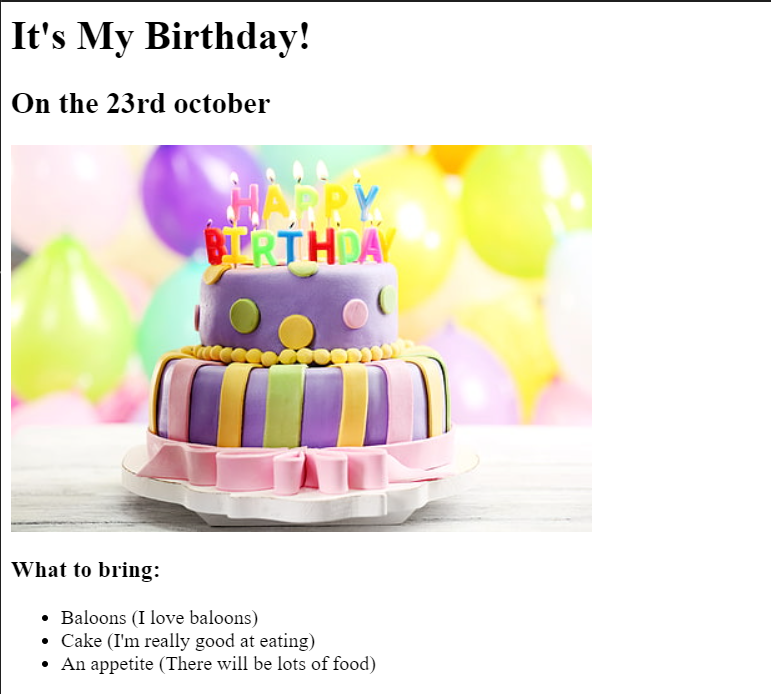 It's My Birthday!
On the 23rd october
HAPPY
BIRTHDAY
What to bring:
Baloons (I love baloons)
Cake (I'm really good at eating)
An appetite (There will be lots of food)